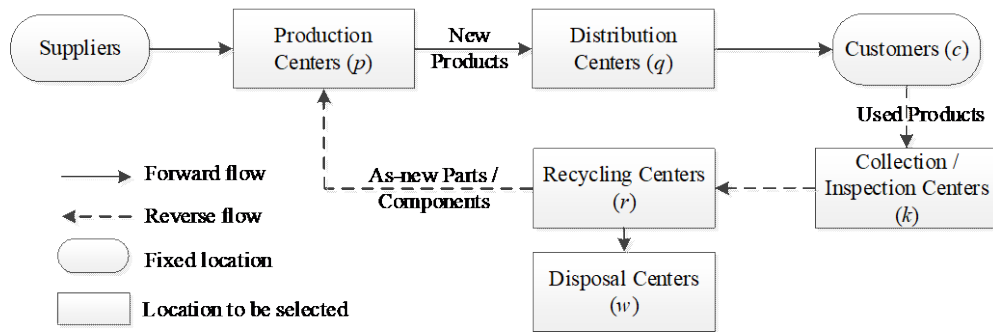 Suppliers
Production
Centers (p)
New
Products
Distribution
Centers (q)
Customers (c)
Used Products
Collection /
Inspection Centers
(k)
Recycling Centers
(r)
As-new Parts /
Components
Disposal Centers
(w)
Forward flow
Reverse flow
Fixed location
Location to be selected